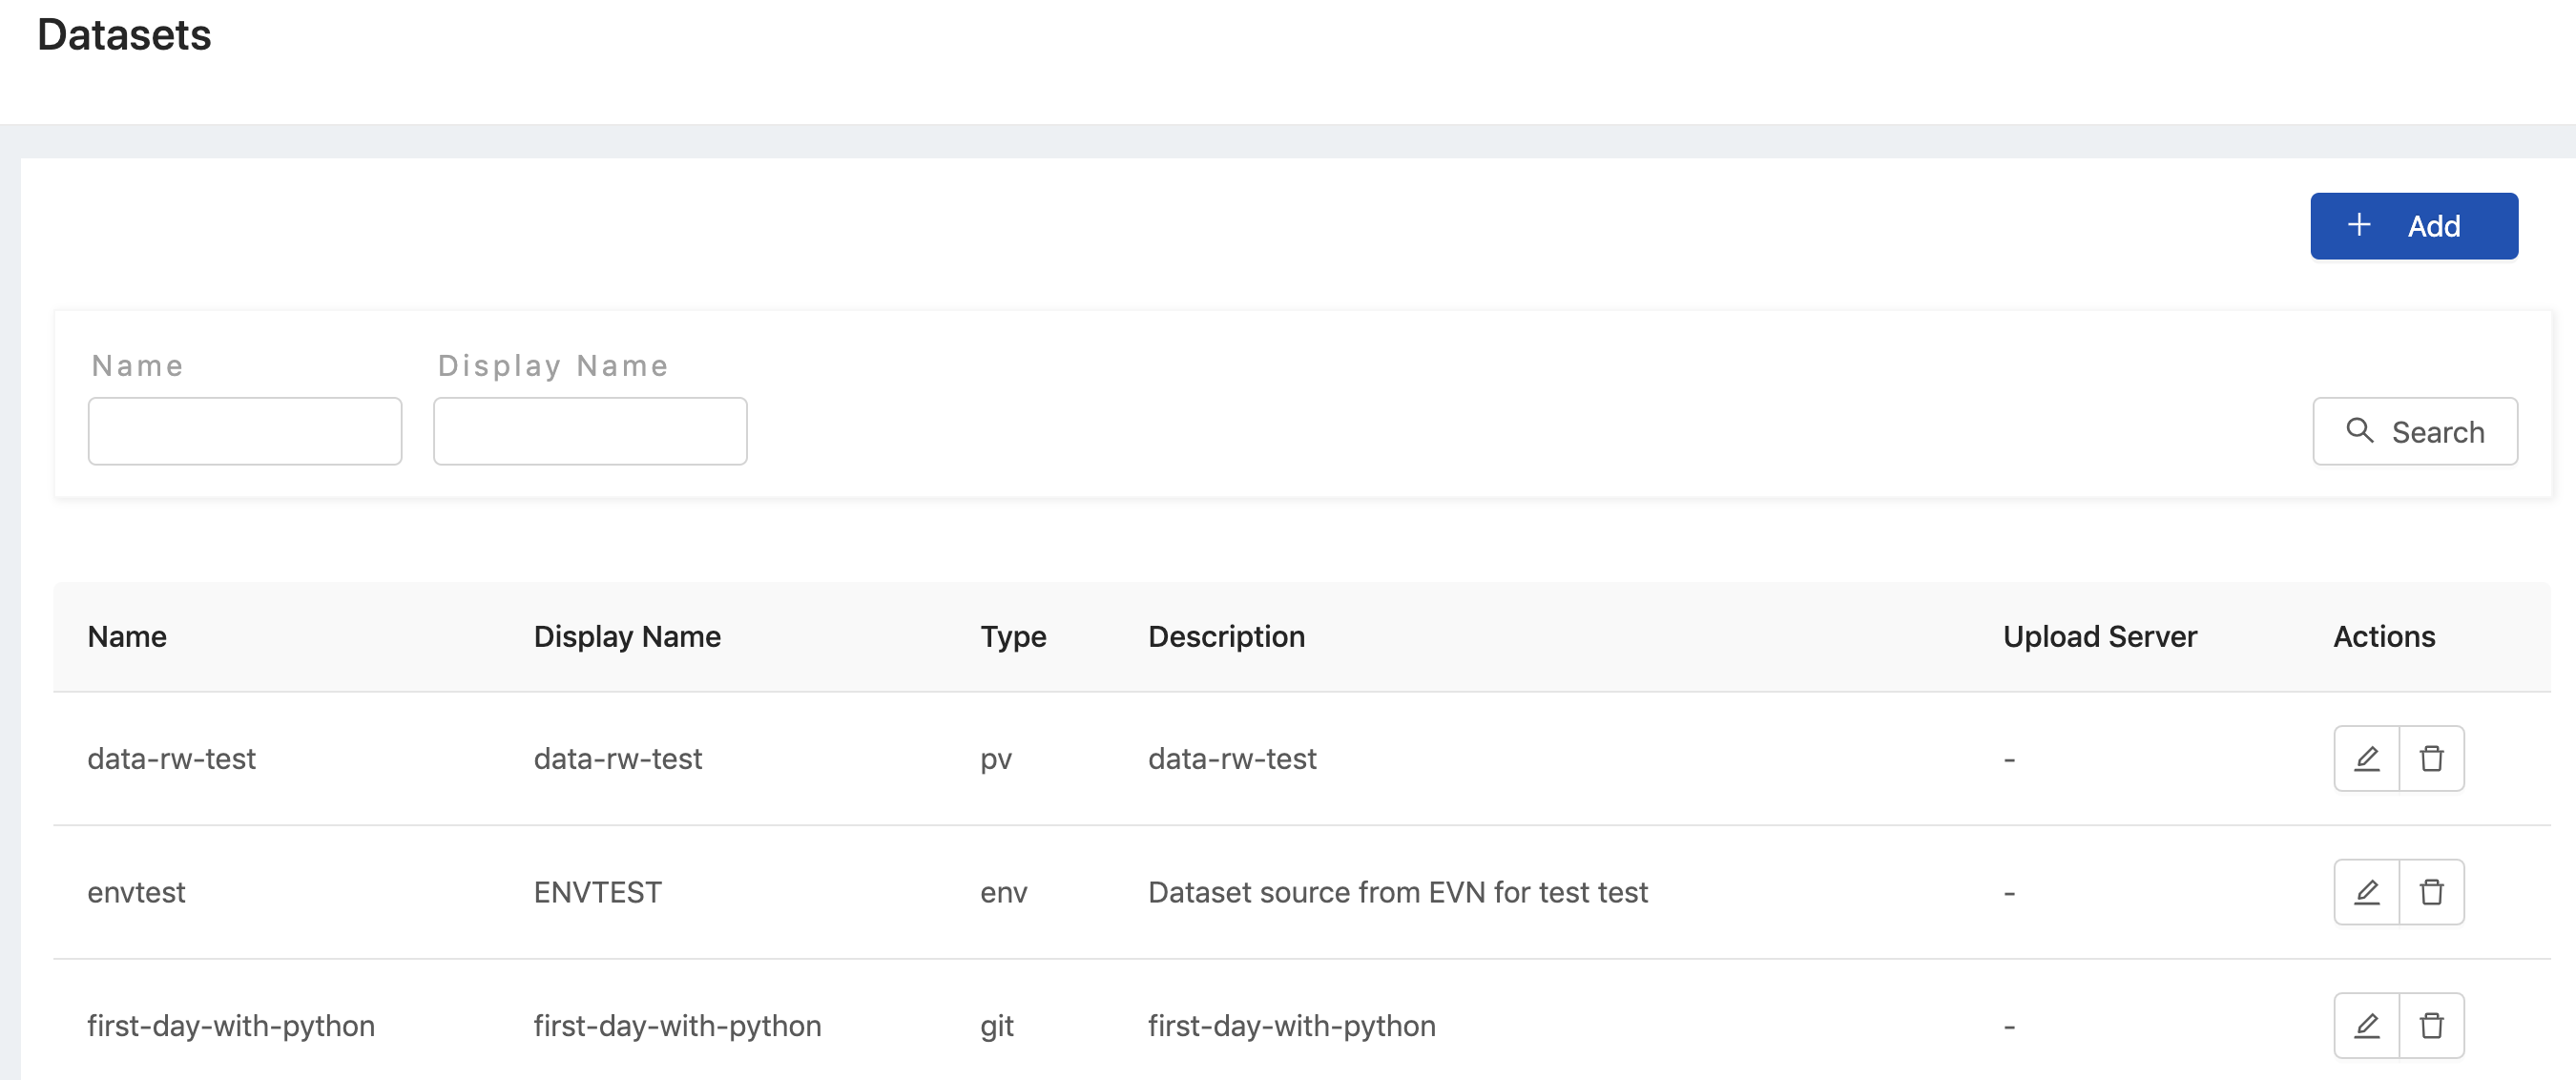 Datasets
Add
Name Display Name
Search
Name Display Name Type Description Upload Server Actions
data-rw-test data-rw-test pv data-rw-test -
envtest ENVTEST env Dataset source from EVN for test test -
first-day-with-python first-day-with-python git first-day-with-python -